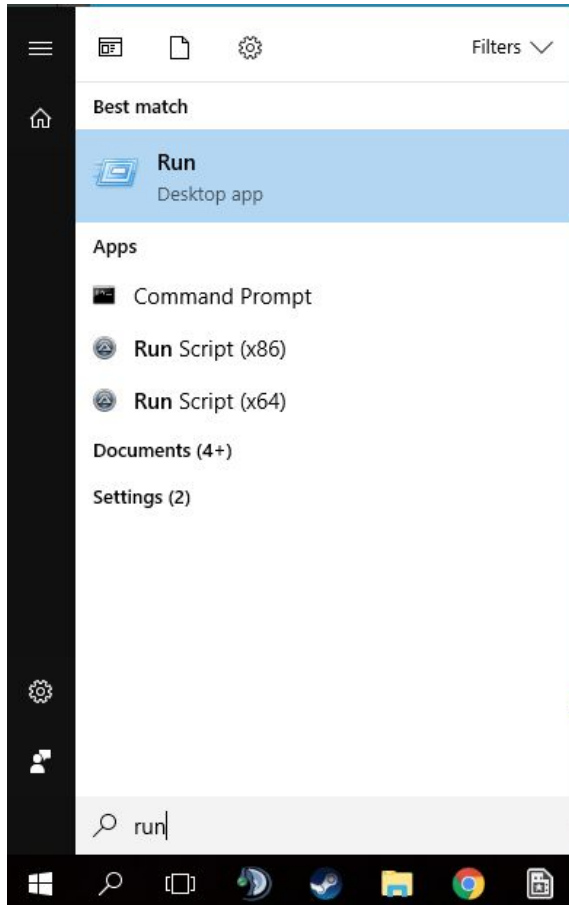 Filters
Best match
Run
Desktop app
Apps
Command Prompt
Run Script (x86)
Run Script (x64)
Documents (4+)
Settings (2)
run